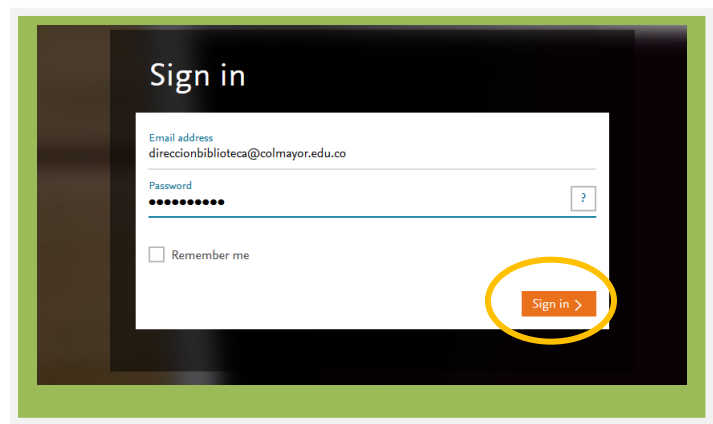 Sign in
Email address
direccionbiblioteca@colmayor.edu.co
Password
●●●●●●●●●●
?
Remember me
Sign in >